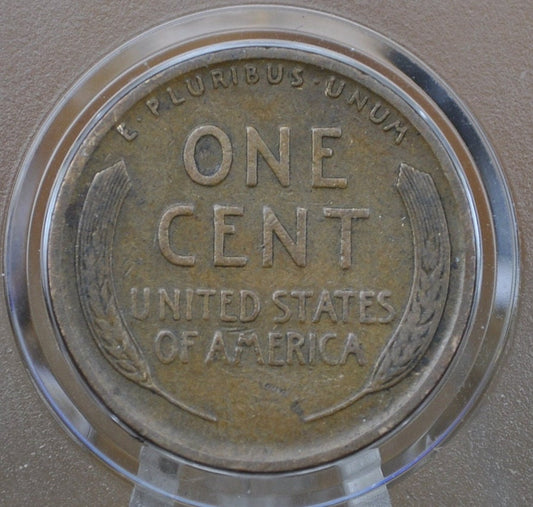 E·PLURIBUS·UNUM
ONE
CENT
UNITED STATES
OF AMERICA